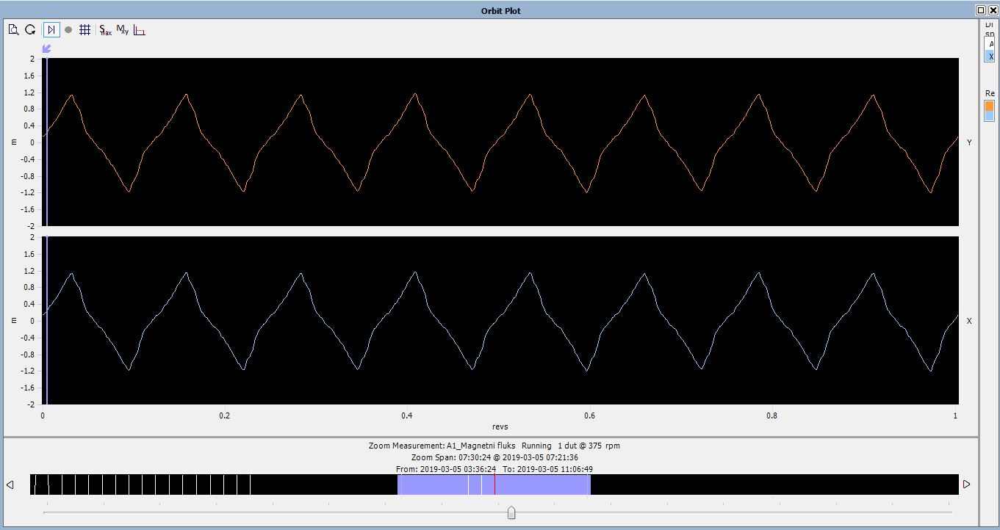 Orbit Plot
Smax Mxy
DI
sp
A
X
Re
2
1.6
1.2
0.8
0.4
0
-0.4
-0.8
-1.2
-1.6
-2
m
Y
2
1.6
1.2
0.8
0.4
0
-0.4
-0.8
-1.2
-1.6
-2
m
X
0 0.2 0.4 0.6 0.8 1
revs
Zoom Measurement: A1_Magnetni fluks Running 1 dut @ 375 rpm
Zoom Span: 07:30:24 @ 2019-03-05 07:21:36
From: 2019-03-05 03:36:24 To: 2019-03-05 11:06:49